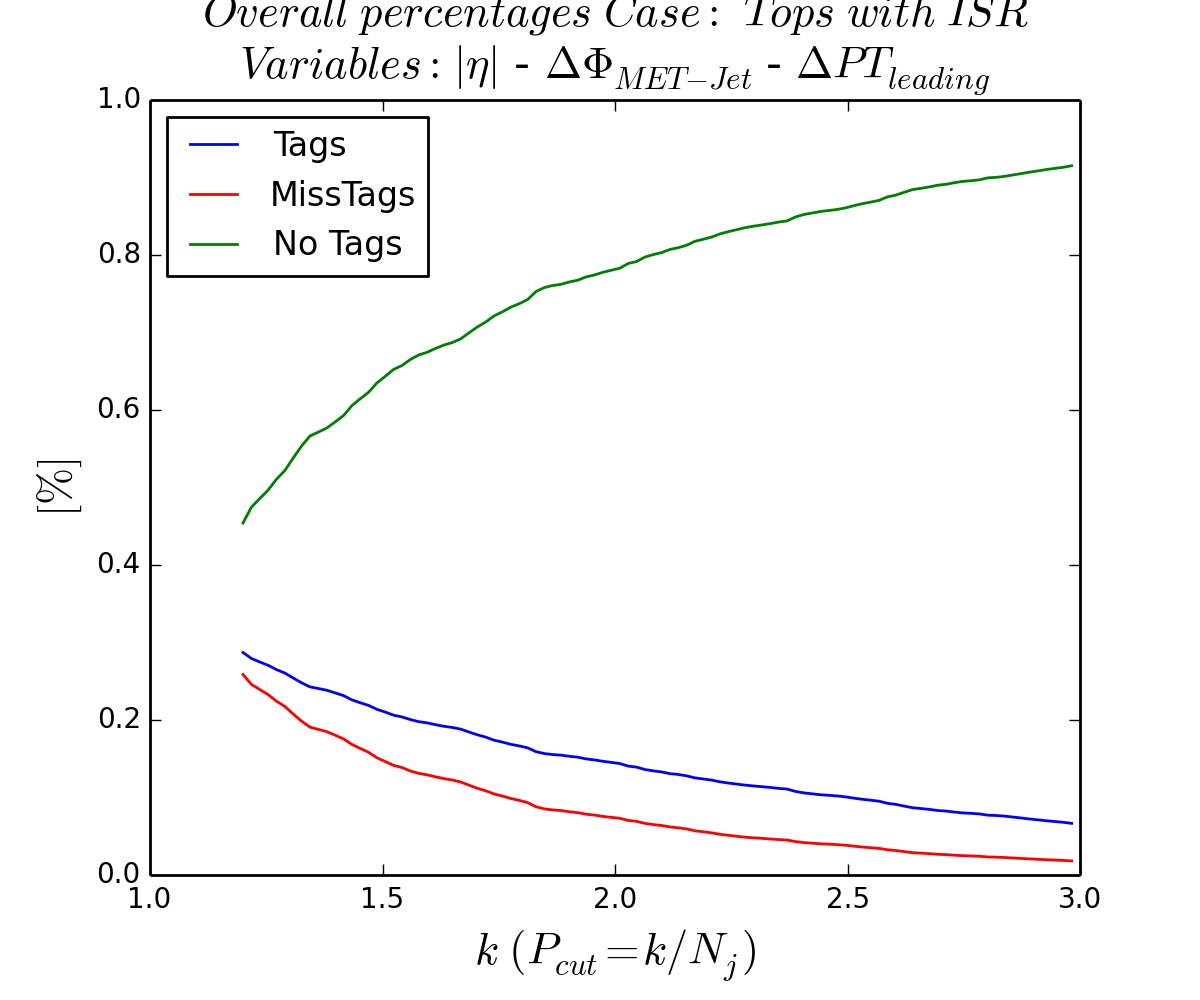 Overall percentages Case: Tops with ISR
Variables: |η| - ΔΦ_{MET-Jet} - ΔPT_{leading}
1.0
Tags
MissTags
No Tags
0.8
0.6
[%]
0.4
0.2
0.0
1.0 1.5 2.0 2.5 3.0
k (P_{cut}=k/N_j)